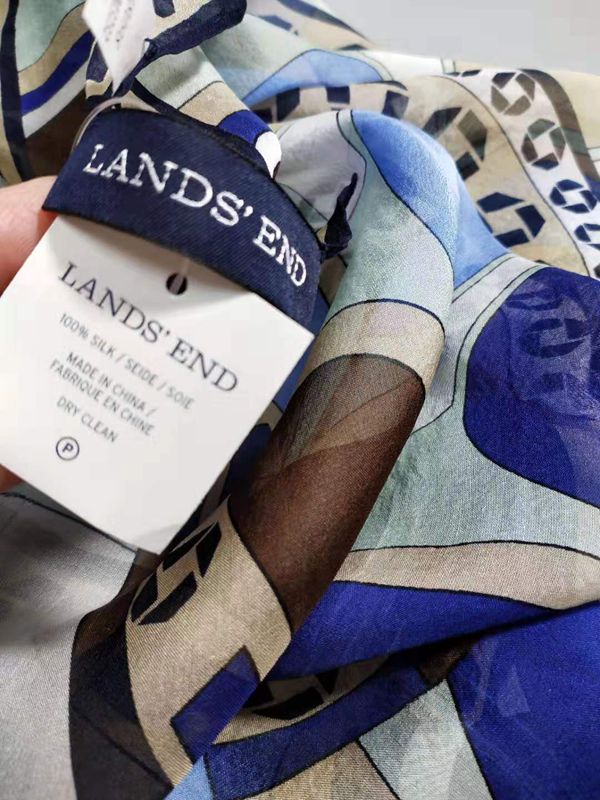 LANDS' END
LANDS' END
100% SILK / SEIDE / SOIE
MADE IN CHINA /
FABRIQUE EN CHINE
DRY CLEAN
P